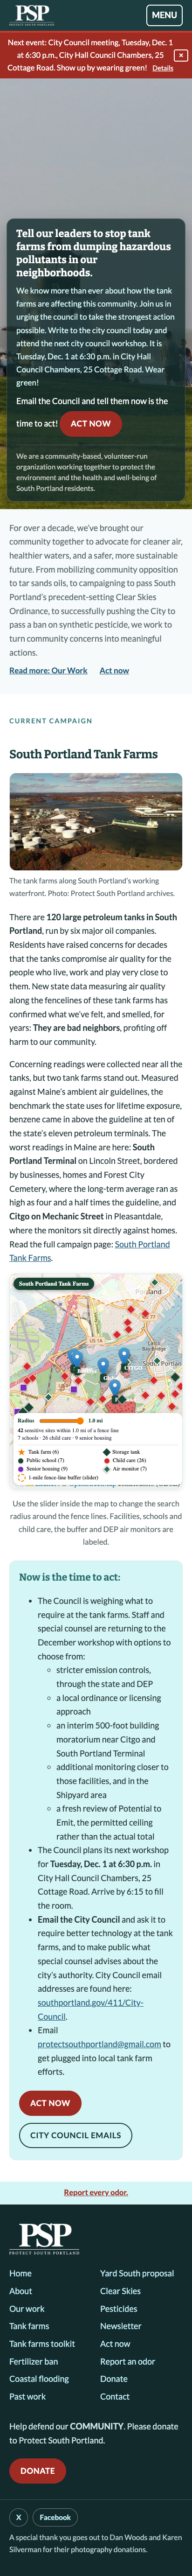 PSP
PROTECT SOUTH PORTLAND
MENU
Next event: City Council meeting, Tuesday, Dec. 1
at 6:30 p.m., City Hall Council Chambers, 25
Cottage Road. Show up by wearing green! Details
×
Tell our leaders to stop tank
farms from dumping hazardous
pollutants in our
neighborhoods.
We know more than ever about how the tank
farms are affecting this community. Join us in
urging the council to take the strongest action
possible. Write to the city council today and
attend the next city council workshop. It is
Tuesday, Dec. 1 at 6:30 p.m. in City Hall
Council Chambers, 25 Cottage Road. Wear
green!
Email the Council and tell them now is the
time to act! ACT NOW
We are a community-based, volunteer-run
organization working together to protect the
environment and the health and well-being of
South Portland residents.
For over a decade, we've brought our
community together to advocate for cleaner air,
healthier waters, and a safer, more sustainable
future. From mobilizing community opposition
to tar sands oils, to campaigning to pass South
Portland's precedent-setting Clear Skies
Ordinance, to successfully pushing the City to
pass a ban on synthetic pesticide, we work to
turn community concerns into meaningful
actions.
Read more: Our Work Act now
CURRENT CAMPAIGN
South Portland Tank Farms
The tank farms along South Portland's working
waterfront. Photo: Protect South Portland archives.
There are 120 large petroleum tanks in South
Portland, run by six major oil companies.
Residents have raised concerns for decades
that the tanks compromise air quality for the
people who live, work and play very close to
them. New state data measuring air quality
along the fencelines of these tank farms has
confirmed what we've felt, and smelled, for
years: They are bad neighbors, profiting off
harm to our community.
Concerning readings were collected near all the
tanks, but two tank farms stand out. Measured
against Maine's ambient air guidelines, the
benchmark the state uses for lifetime exposure,
benzene came in above the guideline at ten of
the state's eleven petroleum terminals. The
worst readings in Maine are here: South
Portland Terminal on Lincoln Street, bordered
by businesses, homes and Forest City
Cemetery, where the long-term average ran as
high as four and a half times the guideline, and
Citgo on Mechanic Street in Pleasantdale,
where monitors sit directly against homes.
Read the full campaign page: South Portland
Tank Farms.
South Portland Tank Farms
Portland
US 1A
Casco
Bay Bridge
South Portland
Radius 1.0 mi
42 sensitive sites within 1.0 mi of a tank farm
7 schools · 26 child care · 9 senior housing
Tank farm (6) Storage tank
Public school (7) Child care (26)
Senior housing (9) Air monitor (7)
1-mile fence-line buffer (slider)
Use the slider inside the map to change the search
radius around the fence lines. Facilities, schools and
child care, the buffer and DEP air monitors are
labeled.
Now is the time to act:
• The Council is weighing what to
require at the tank farms. Staff and
special counsel are returning to the
December workshop with options to
choose from:
◦ stricter emission controls,
through the state and DEP
◦ a local ordinance or licensing
approach
◦ an interim 500-foot building
moratorium near Citgo and
South Portland Terminal
◦ additional monitoring closer to
those facilities, and in the
Shipyard area
◦ a fresh review of Potential to
Emit, the permitted ceiling
rather than the actual total
• The Council plans its next workshop
for Tuesday, Dec. 1 at 6:30 p.m. in
City Hall Council Chambers, 25
Cottage Road. Arrive by 6:15 to fill
the room.
• Email the City Council and ask it to
require better technology at the tank
farms, and to make public what
special counsel advises about the
city's authority. City Council email
addresses are found here:
southportland.gov/411/City-
Council.
• Email
protectsouthportland@gmail.com to
get plugged into local tank farm
efforts.
ACT NOW
CITY COUNCIL EMAILS
Report every odor.
PSP
PROTECT SOUTH PORTLAND
Home Yard South proposal
About Clear Skies
Our work Pesticides
Tank farms Newsletter
Tank farms toolkit Act now
Fertilizer ban Report an odor
Coastal flooding Donate
Past work Contact
Help defend our COMMUNITY. Please donate
to Protect South Portland.
DONATE
X Facebook
A special thank you goes out to Dan Woods and Karen
Silverman for their photography donations.